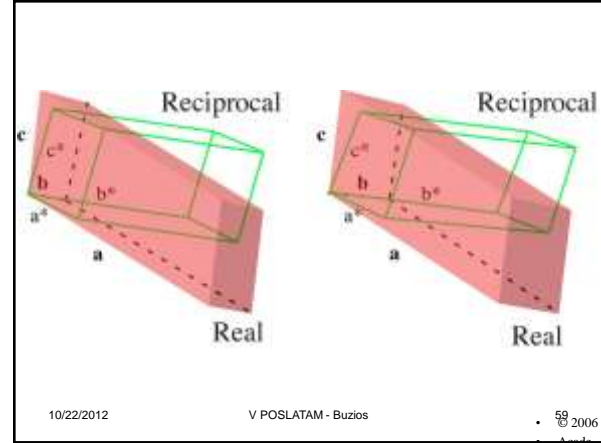 Reciprocal
c
c*
b
b*
a*
a
Real
Reciprocal
c
c*
b
b*
a*
a
Real
10/22/2012
V POSLATAM - Buzios
59
• © 2006